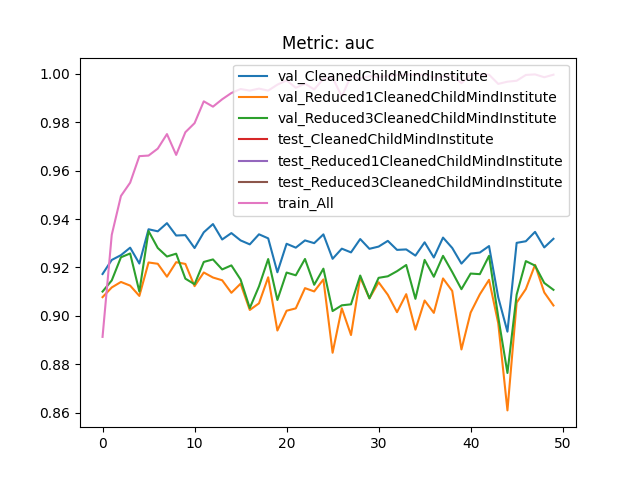 Metric: auc
1.00
0.98
0.96
0.94
0.92
0.90
0.88
0.86
val_CleanedChildMindInstitute
val_Reduced1CleanedChildMindInstitute
val_Reduced3CleanedChildMindInstitute
test_CleanedChildMindInstitute
test_Reduced1CleanedChildMindInstitute
test_Reduced3CleanedChildMindInstitute
train_All
0
10
20
30
40
50